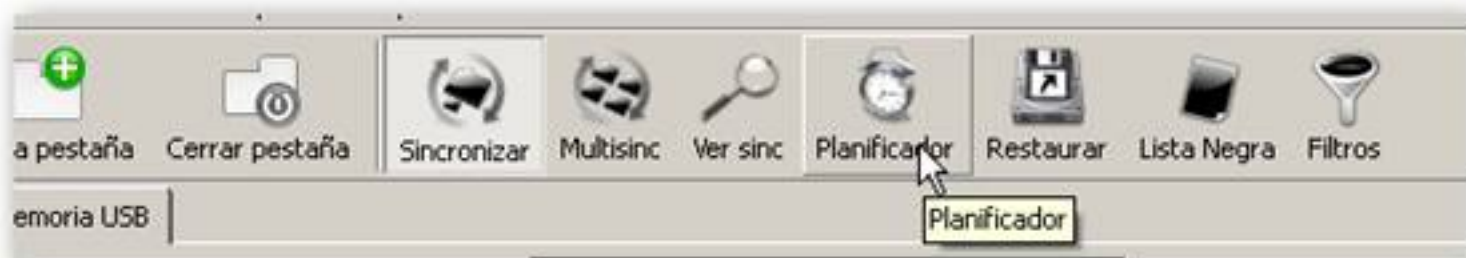 a pestaña Cerrar pestaña Sincronizar Multisinc Ver sinc Planificador Restaurar Lista Negra Filtros
emoria USB
Planificador